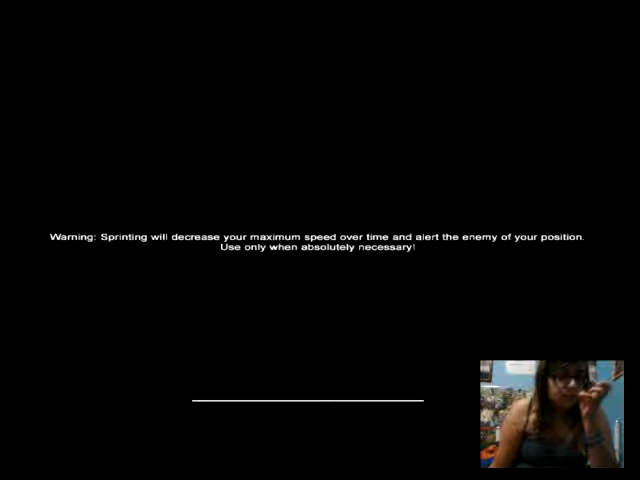 Warning: Sprinting will decrease your maximum speed over time and alert the enemy of your position.
Use only when absolutely necessary!